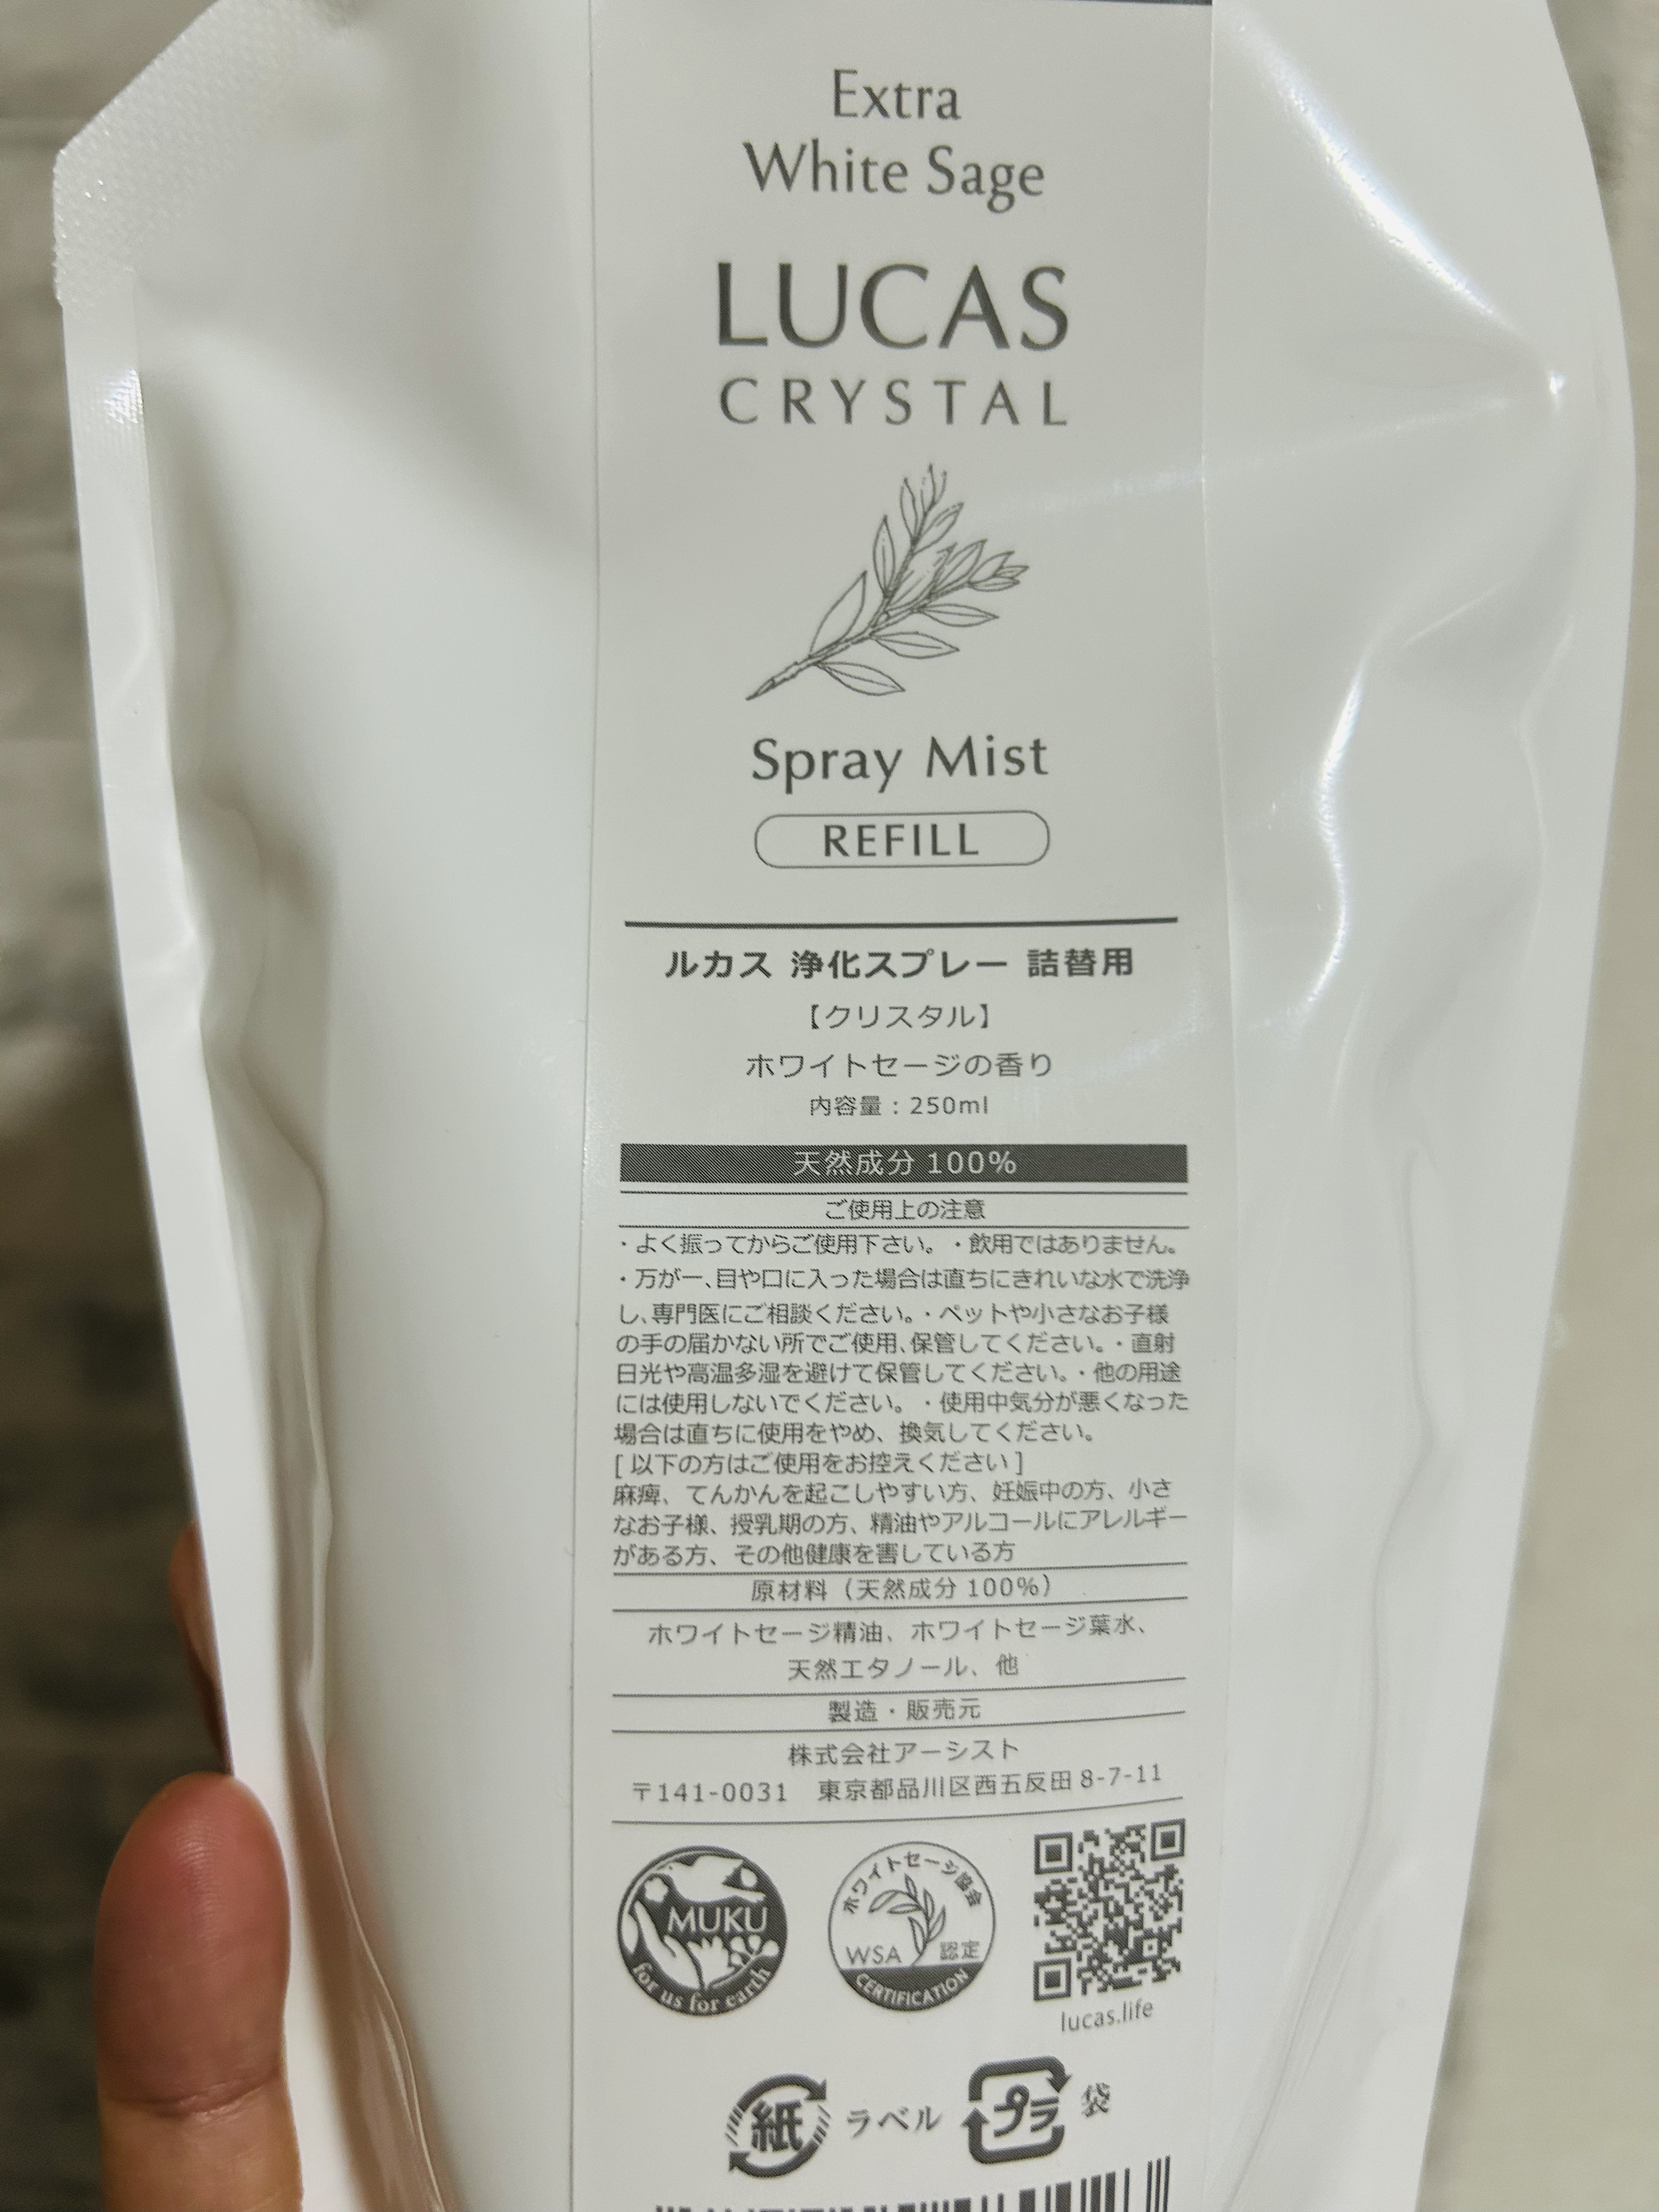 Extra
White Sage
LUCAS
CRYSTAL
Spray Mist
REFILL
ルカス 浄化スプレー 詰替用
【クリスタル】
ホワイトセージの香り
内容量：250ml
天然成分 100%
ご使用上の注意
・よく振ってからご使用下さい。・飲用ではありません。
・万が一、目や口に入った場合は直ちにきれいな水で洗浄
し、専門医にご相談ください。・ペットや小さなお子様
の手の届かない所でご使用、保管してください。・直射
日光や高温多湿を避けて保管してください。・他の用途
には使用しないでください。・使用中気分が悪くなった
場合は直ちに使用をやめ、換気してください。
[ 以下の方はご使用をお控えください ]
麻痺、てんかんを起こしやすい方、妊娠中の方、小さ
なお子様、授乳期の方、精油やアルコールにアレルギー
がある方、その他健康を害している方
原材料（天然成分 100%）
ホワイトセージ精油、ホワイトセージ葉水、
天然エタノール、他
製造・販売元
株式会社アーシスト
〒141-0031 東京都品川区西五反田 8-7-11
MUKU
for us for earth
ホワイトセージ協会
WSA 認定
CERTIFICATION
lucas.life
紙 ラベル プラ 袋